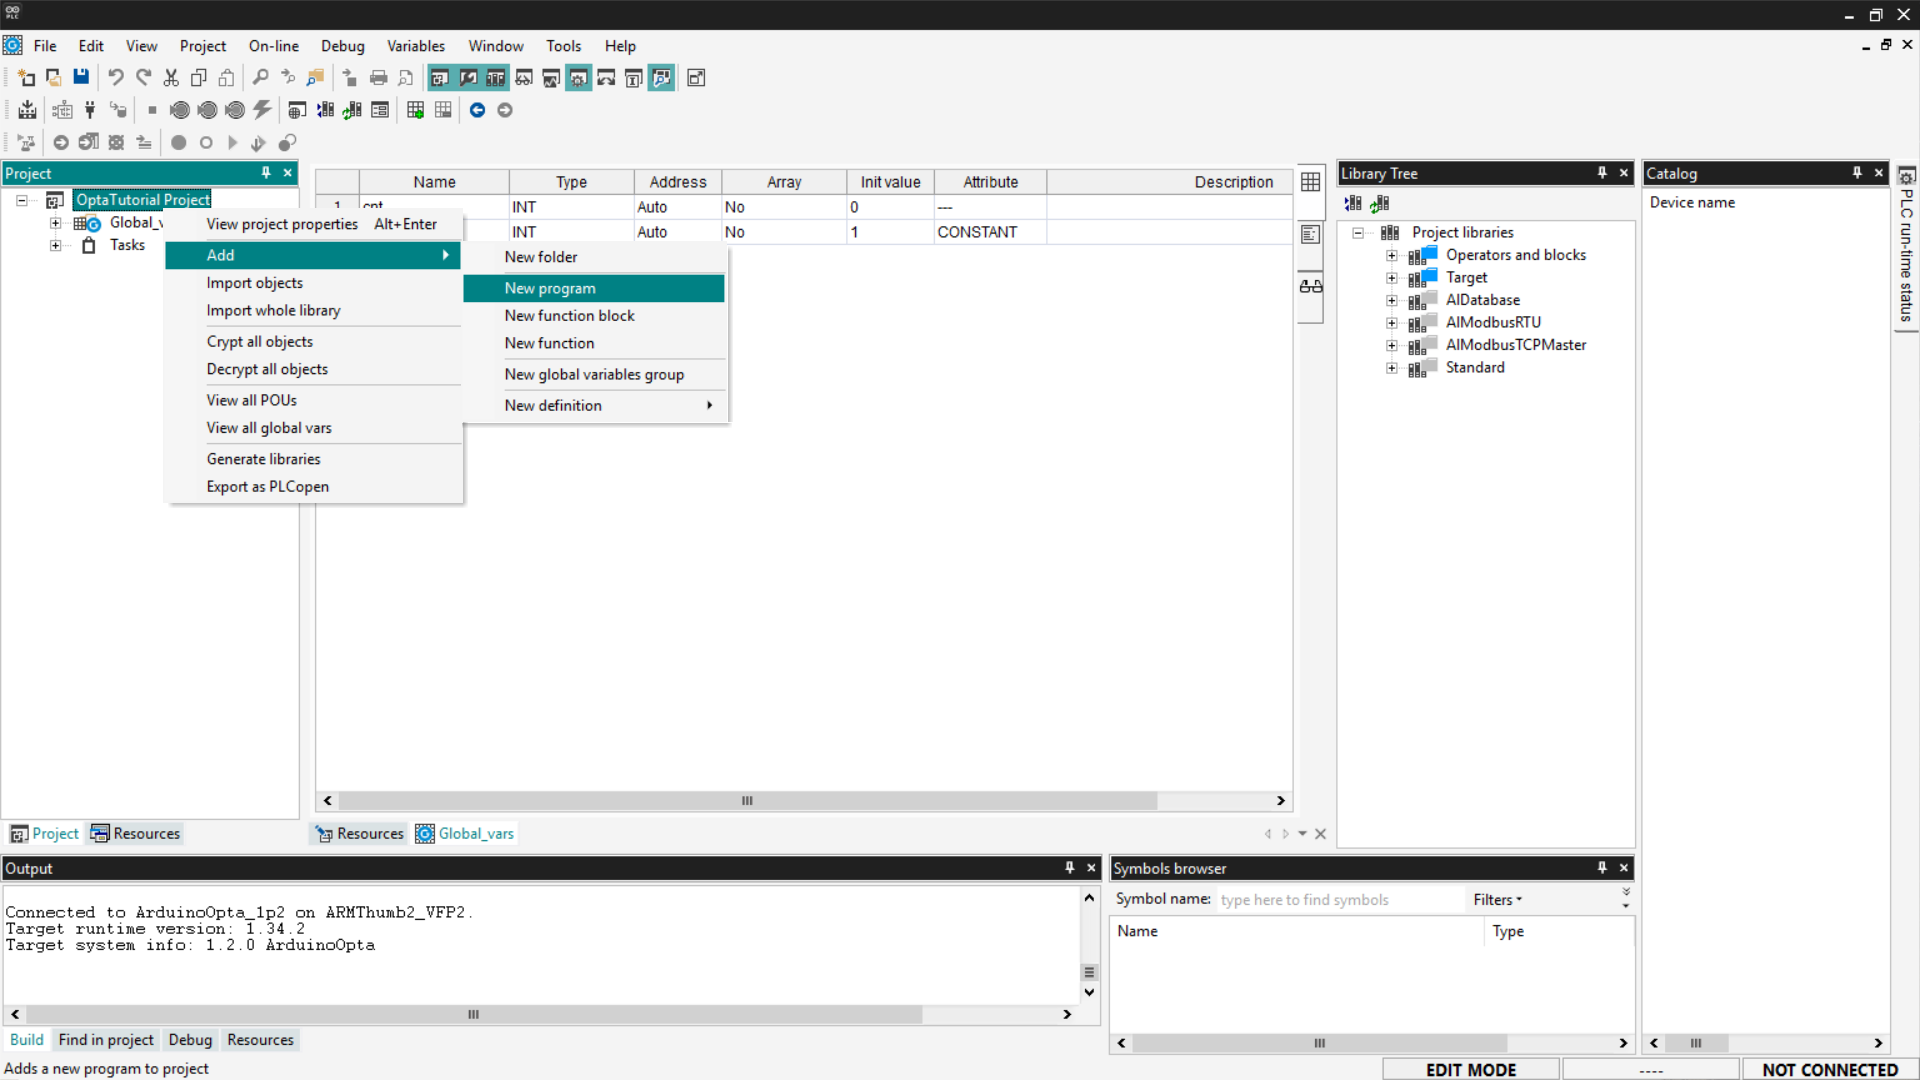 File Edit View Project On-line Debug Variables Window Tools Help
Project
OptaTutorial Project
Global_v
Tasks
View project properties Alt+Enter
Add
Import objects
Import whole library
Crypt all objects
Decrypt all objects
View all POUs
View all global vars
Generate libraries
Export as PLCopen
New folder
New program
New function block
New function
New global variables group
New definition
Name Type Address Array Init value Attribute Description
1 cnt INT Auto No 0 ---
INT Auto No 1 CONSTANT
Library Tree
Project libraries
Operators and blocks
Target
AlDatabase
AlModbusRTU
AlModbusTCPMaster
Standard
Catalog
Device name
PLC run-time status
Project Resources
Resources Global_vars
Output
Connected to ArduinoOpta_1p2 on ARMThumb2_VFP2.
Target runtime version: 1.34.2
Target system info: 1.2.0 ArduinoOpta
Build Find in project Debug Resources
Symbols browser
Symbol name: type here to find symbols Filters
Name Type
Adds a new program to project
EDIT MODE ---- NOT CONNECTED